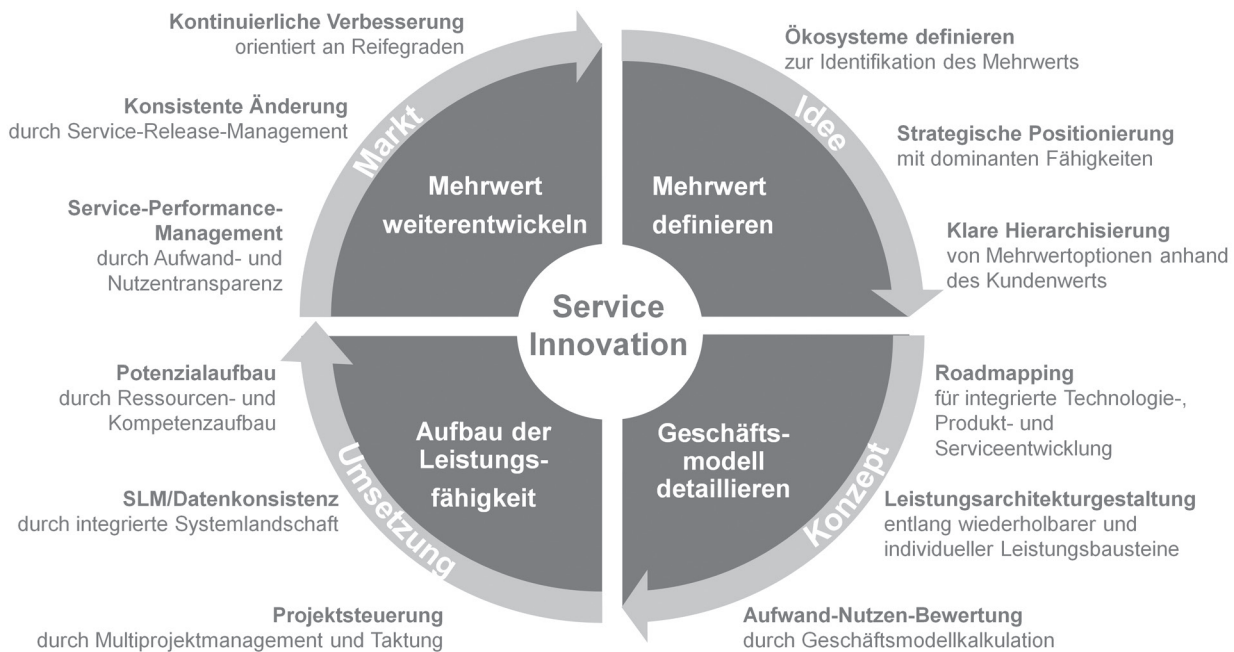 Kontinuierliche Verbesserung
orientiert an Reifegraden
Konsistente Änderung
durch Service-Release-Management
Service-Performance-
Management
durch Aufwand- und
Nutzentransparenz
Markt
Mehrwert
weiterentwickeln
Ökosysteme definieren
zur Identifikation des Mehrwerts
Strategische Positionierung
mit dominanten Fähigkeiten
Klare Hierarchisierung
von Mehrwertoptionen anhand
des Kundenwerts
Idee
Mehrwert
definieren
Service
Innovation
Potenzialaufbau
durch Ressourcen- und
Kompetenzaufbau
SLM/Datenkonsistenz
durch integrierte Systemlandschaft
Projektsteuerung
durch Multiprojektmanagement und Taktung
Umsetzung
Aufbau der
Leistungs-
fähigkeit
Geschäfts-
modell
detaillieren
Konzept
Roadmapping
für integrierte Technologie-,
Produkt- und
Serviceentwicklung
Leistungsarchitekturgestaltung
entlang wiederholbarer und
individueller Leistungsbausteine
Aufwand-Nutzen-Bewertung
durch Geschäftsmodellkalkulation